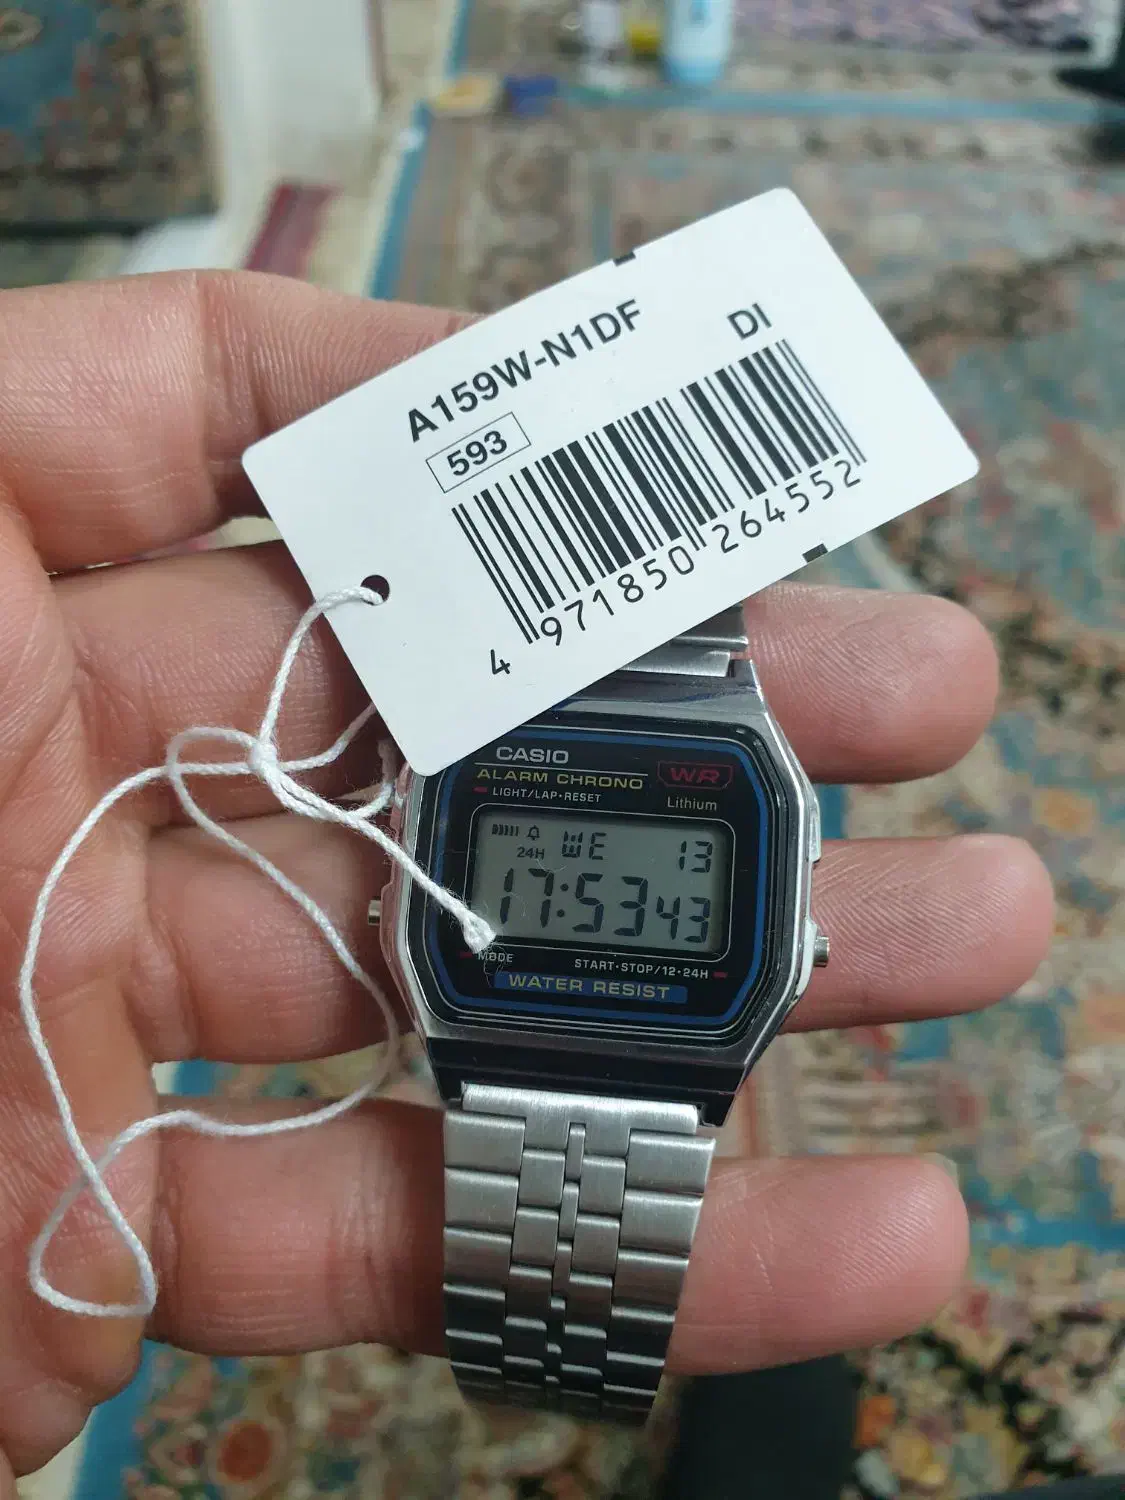 A159W-N1DF
DI
593
4 971850 264552
CASIO
ALARM CHRONO
WR
LIGHT/LAP•RESET
Lithium
24H WE 13
17:53 43
MODE
START•STOP/12•24H
WATER RESIST